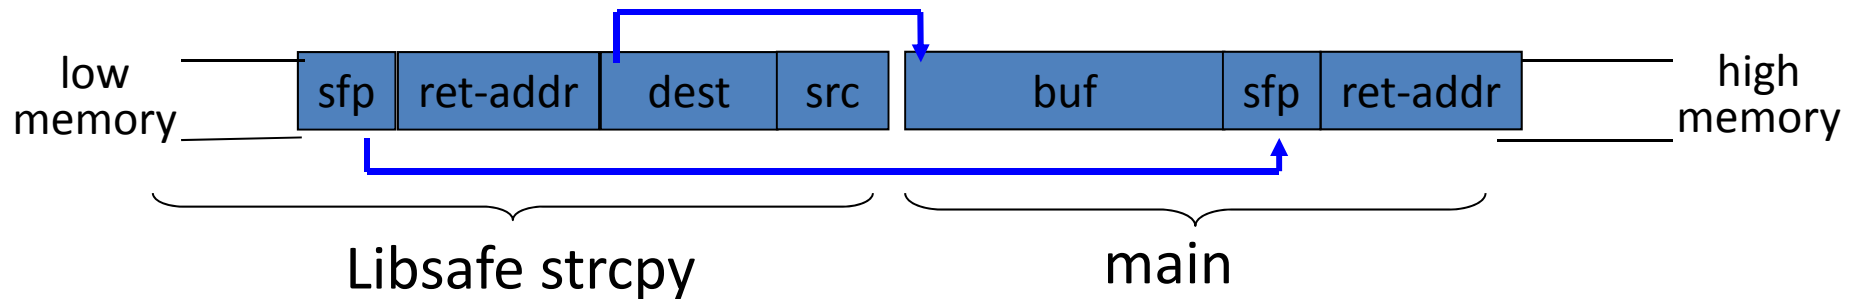 low
memory
sfp ret-addr dest src buf sfp ret-addr
high
memory
Libsafe strcpy main